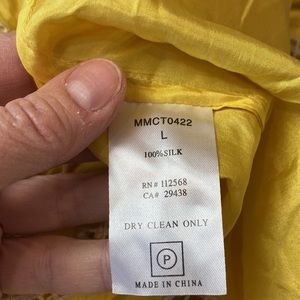 MMCT0422
L
100% SILK
RN# 112568
CA# 29438
DRY CLEAN ONLY
P
MADE IN CHINA